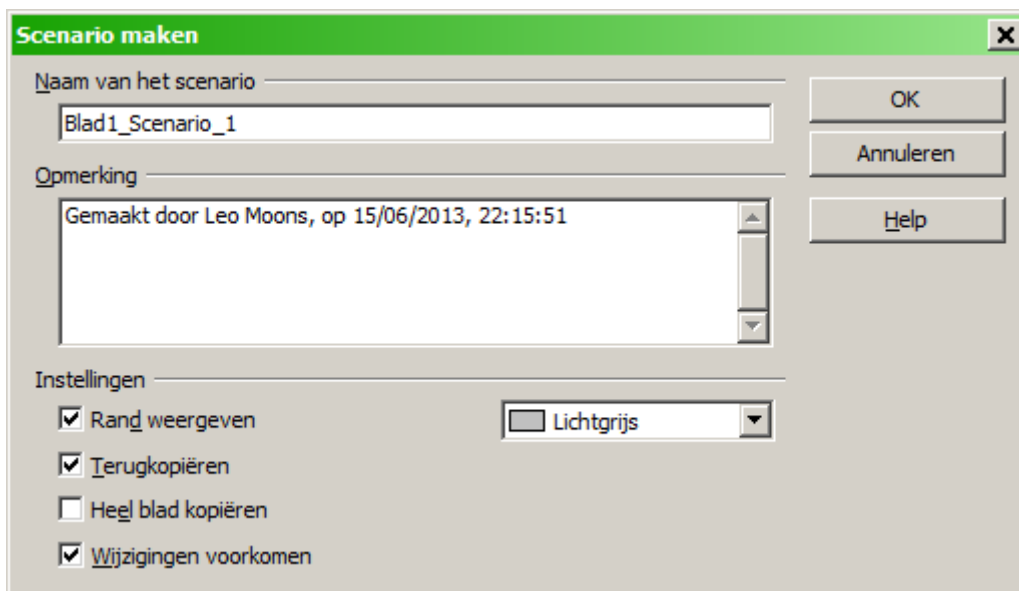 Scenario maken
Naam van het scenario
OK
Blad1_Scenario_1
Annuleren
Opmerking
Gemaakt door Leo Moons, op 15/06/2013, 22:15:51
Help
Instellingen
Rand weergeven
Lichtgrijs
Terugkopiëren
Heel blad kopiëren
Wijzigingen voorkomen